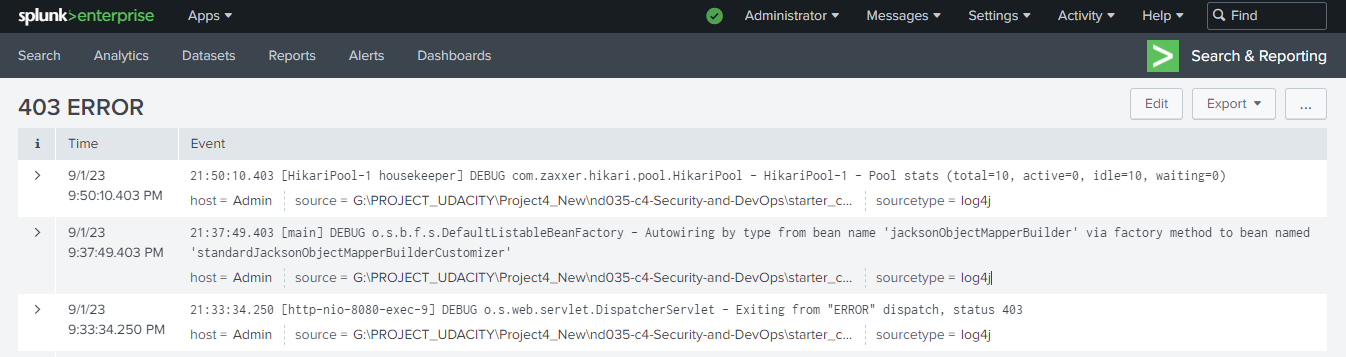 splunk>enterprise Apps ▾ Administrator ▾ Messages ▾ Settings ▾ Activity ▾ Help ▾ Find
Search Analytics Datasets Reports Alerts Dashboards > Search & Reporting
403 ERROR Edit Export ▾ ...
i Time Event
> 9/1/23 21:50:10.403 [HikariPool-1 housekeeper] DEBUG com.zaxxer.hikari.pool.HikariPool - HikariPool-1 - Pool stats (total=10, active=0, idle=10, waiting=0)
9:50:10.403 PM host = Admin source = G:\PROJECT_UDACITY\Project4_New\nd035-c4-Security-and-DevOps\starter_c... sourcetype = log4j
> 9/1/23 21:37:49.403 [main] DEBUG o.s.b.f.s.DefaultListableBeanFactory - Autowiring by type from bean name 'jacksonObjectMapperBuilder' via factory method to bean named
9:37:49.403 PM 'standardJacksonObjectMapperBuilderCustomizer'
host = Admin source = G:\PROJECT_UDACITY\Project4_New\nd035-c4-Security-and-DevOps\starter_c... sourcetype = log4j
> 9/1/23 21:33:34.250 [http-nio-8080-exec-9] DEBUG o.s.web.servlet.DispatcherServlet - Exiting from "ERROR" dispatch, status 403
9:33:34.250 PM host = Admin source = G:\PROJECT_UDACITY\Project4_New\nd035-c4-Security-and-DevOps\starter_c... sourcetype = log4j